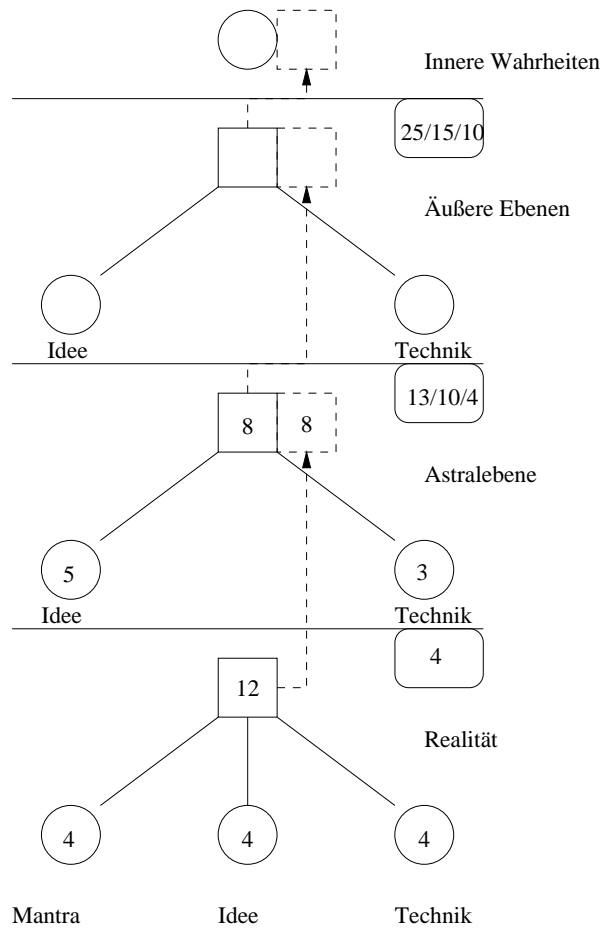 Innere Wahrheiten
25/15/10
Äußere Ebenen
Idee Technik
13/10/4
8 8
Astralebene
5 3
Idee Technik
4
12
Realität
4 4 4
Mantra Idee Technik